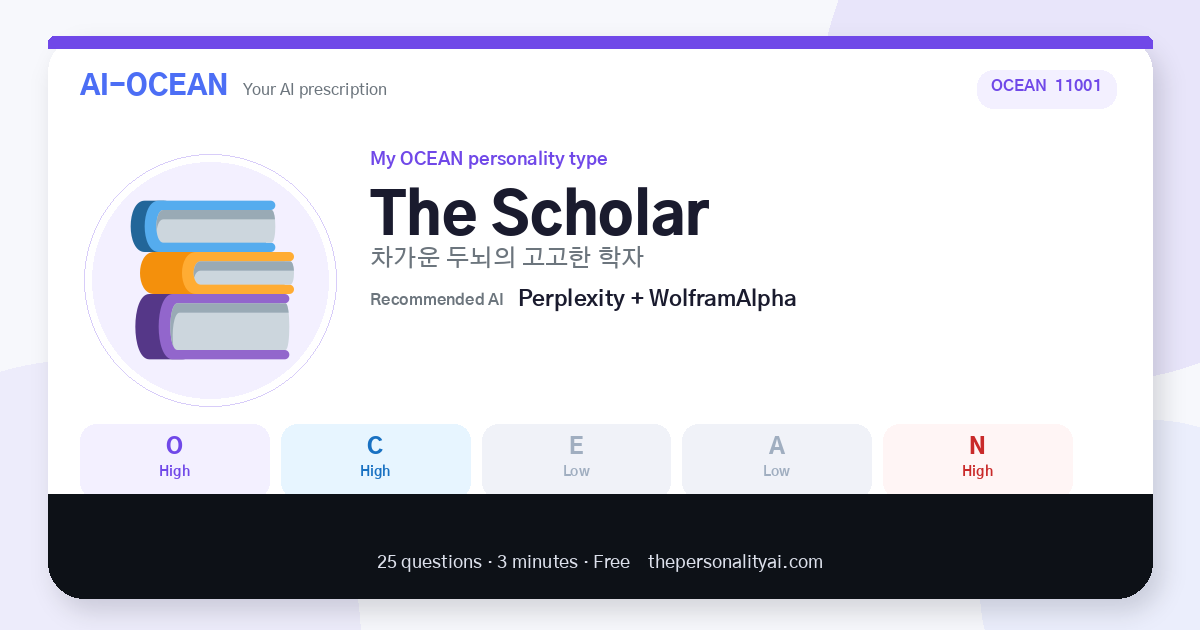 AI-OCEAN Your AI prescription OCEAN 11001
My OCEAN personality type
The Scholar
차가운 두뇌의 고고한 학자
Recommended AI Perplexity + WolframAlpha
O C E A N
High High Low Low High
25 questions · 3 minutes · Free thepersonalityai.com